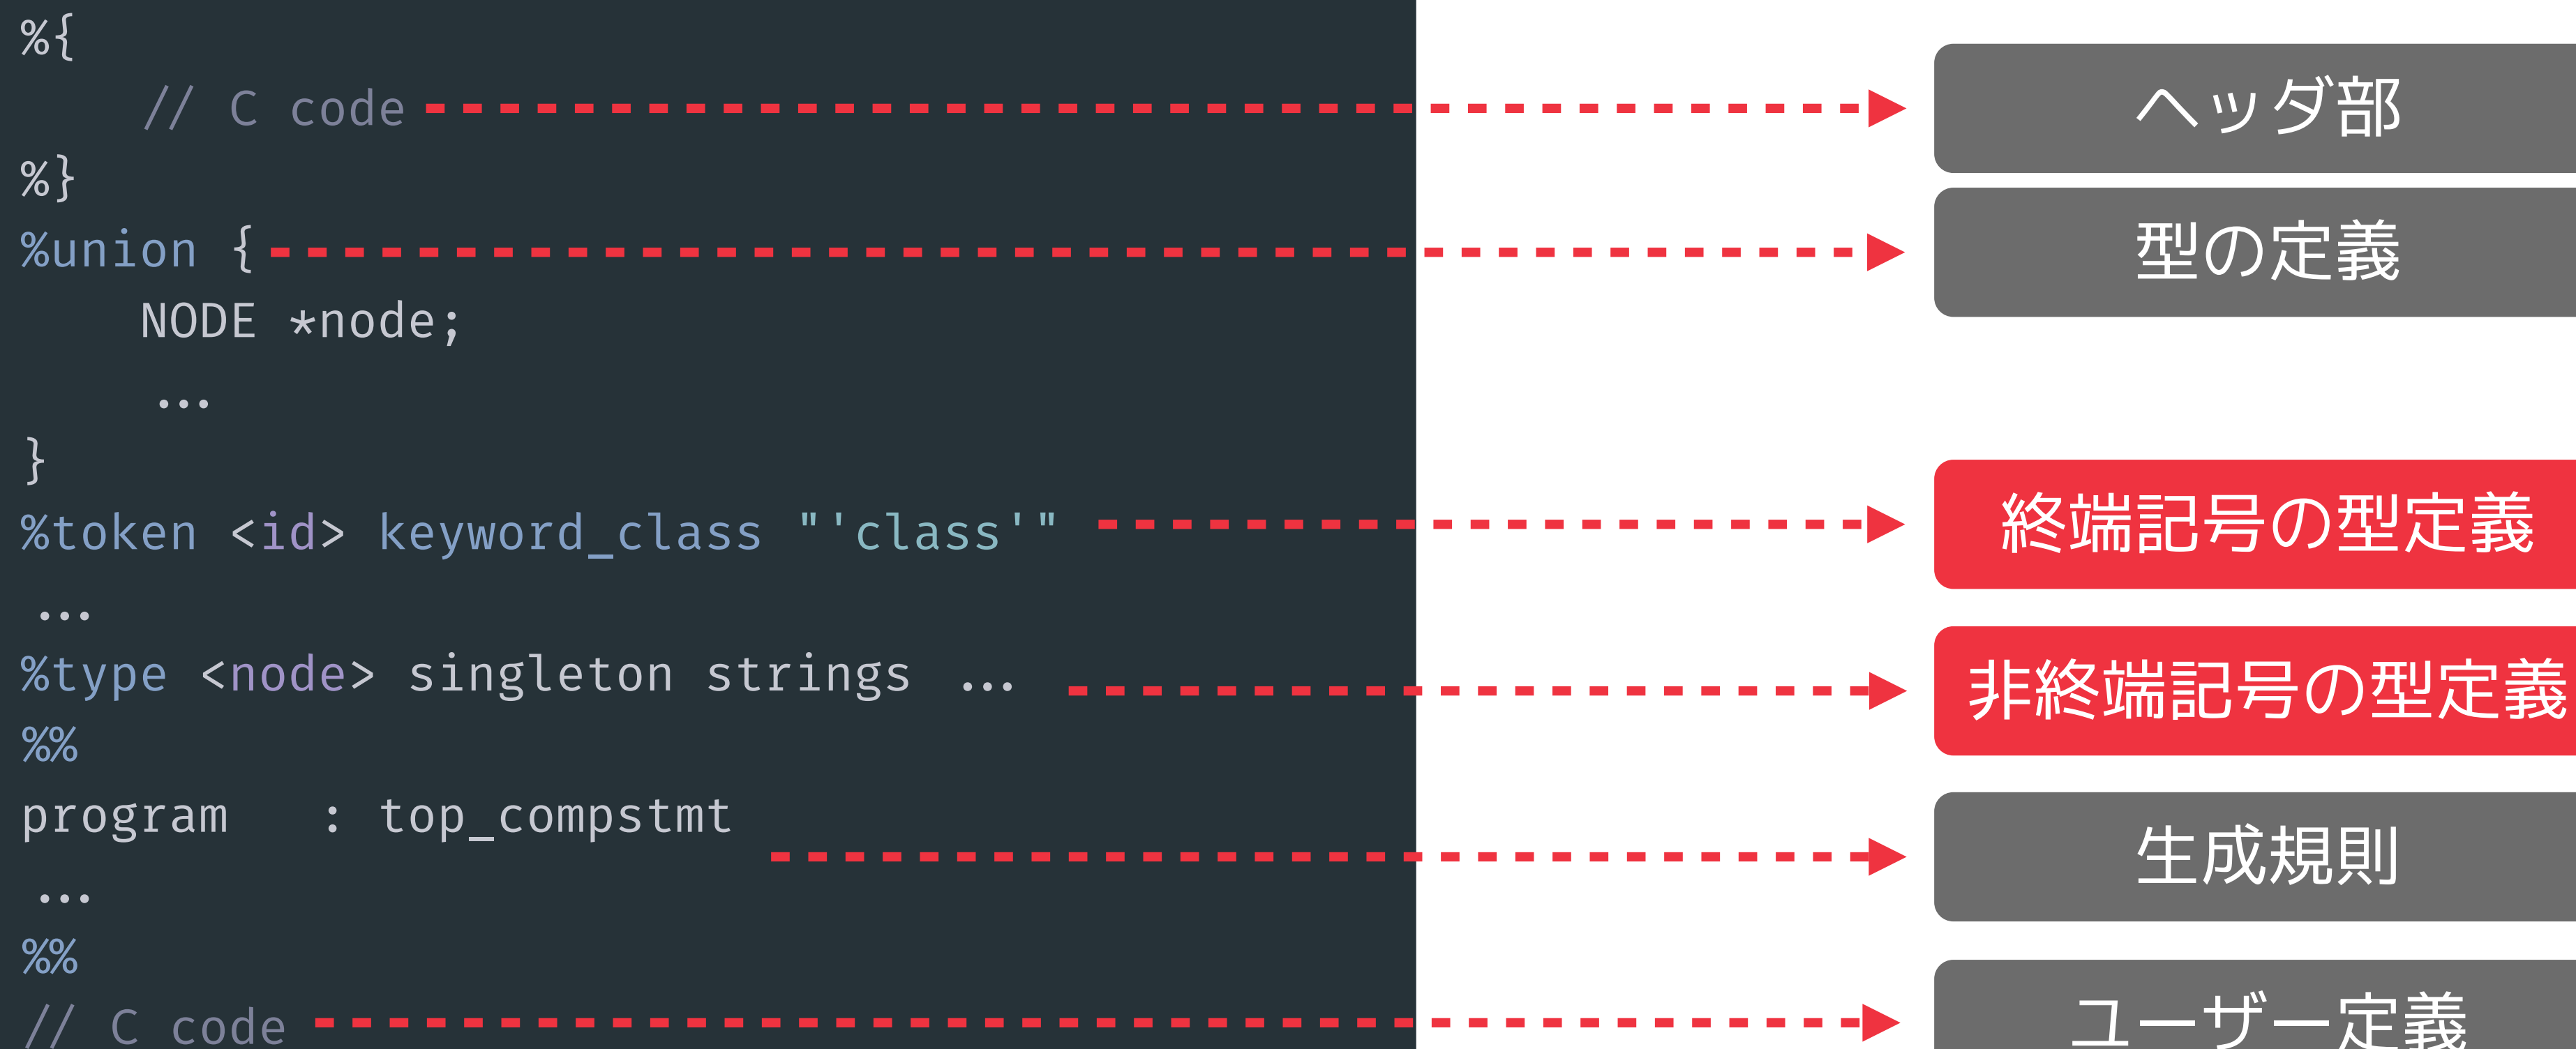 %{
// C code
ヘッダ部
%}
%union {
型の定義
NODE *node;
...
}
%token <id> keyword_class "'class'"
終端記号の型定義
...
%type <node> singleton strings ...
非終端記号の型定義
%%
program : top_compstmt
生成規則
...
%%
// C code
ユーザー定義